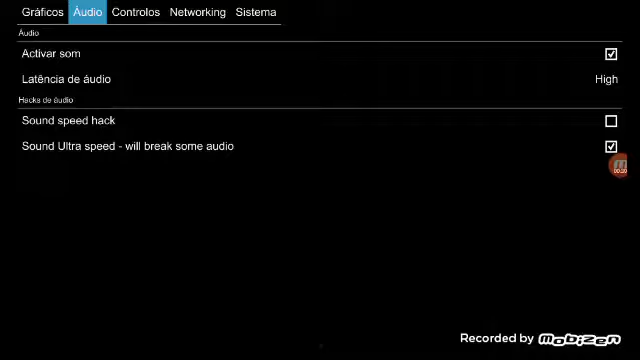 Gráficos Áudio Controlos Networking Sistema
Áudio
Activar som
Latência de áudio High
Hacks de áudio
Sound speed hack
Sound Ultra speed - will break some audio
Recorded by mobizen